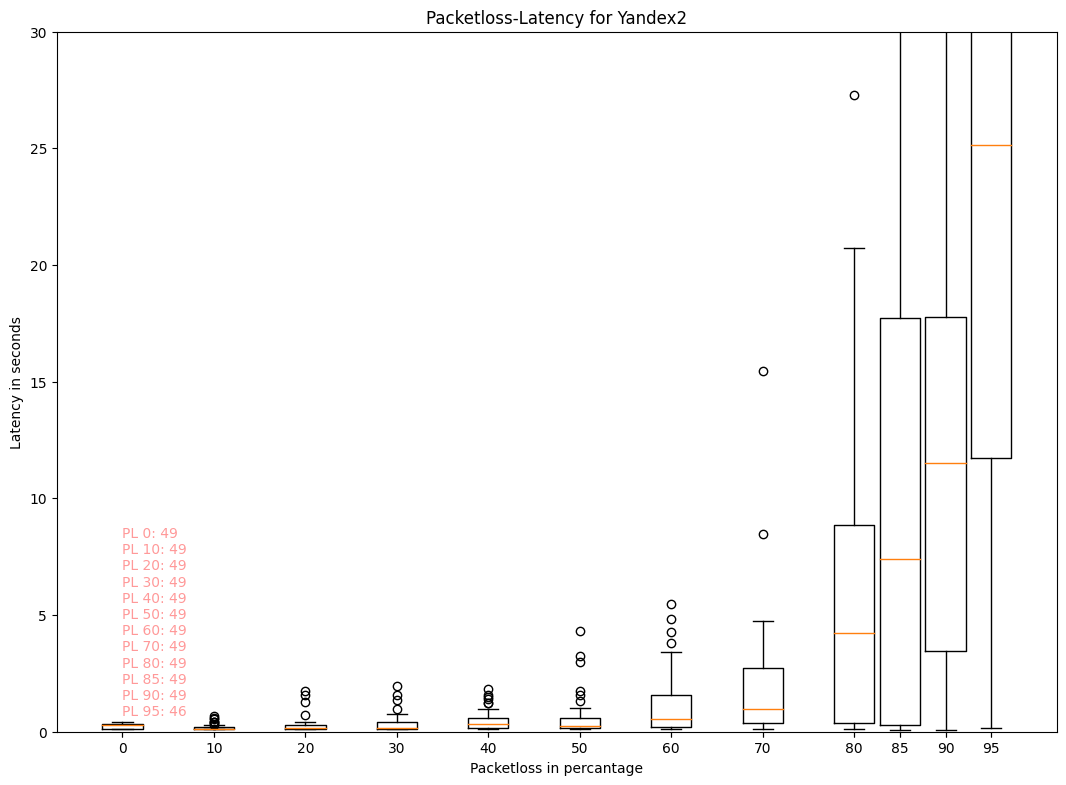 Packetloss-Latency for Yandex2
30
25
20
15
10
5
0
Latency in seconds
PL 0: 49
PL 10: 49
PL 20: 49
PL 30: 49
PL 40: 49
PL 50: 49
PL 60: 49
PL 70: 49
PL 80: 49
PL 85: 49
PL 90: 49
PL 95: 46
0 10 20 30 40 50 60 70 80 85 90 95
Packetloss in percantage